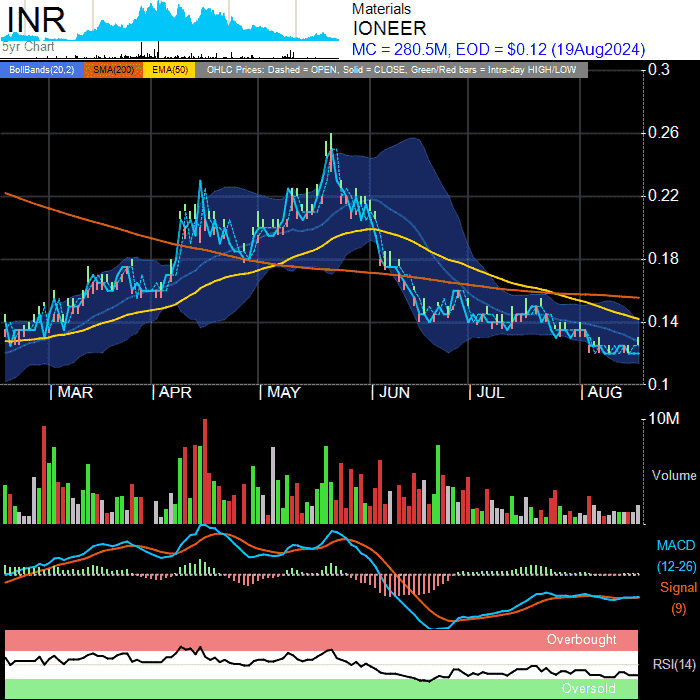 INR
5yr Chart
Materials
IONEER
MC = 280.5M, EOD = $0.12 (19Aug2024)
BollBands(20,2) SMA(200) EMA(50) OHLC Prices: Dashed = OPEN, Solid = CLOSE, Green/Red bars = Intra-day HIGH/LOW
0.3
0.26
0.22
0.18
0.14
0.1
MAR APR MAY JUN JUL AUG
10M
Volume
MACD
(12-26)
Signal
(9)
Overbought
RSI(14)
Oversold